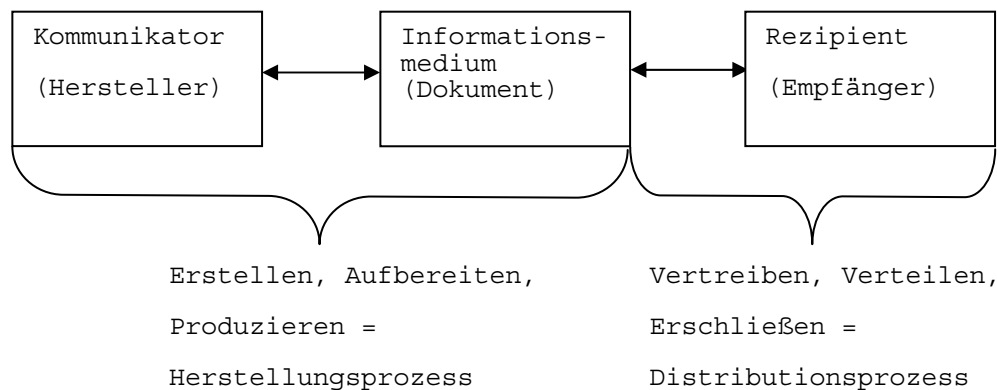 Kommunikator
(Hersteller)
Informations-
medium
(Dokument)
Rezipient
(Empfänger)
Erstellen, Aufbereiten,
Produzieren =
Herstellungsprozess
Vertreiben, Verteilen,
Erschließen =
Distributionsprozess